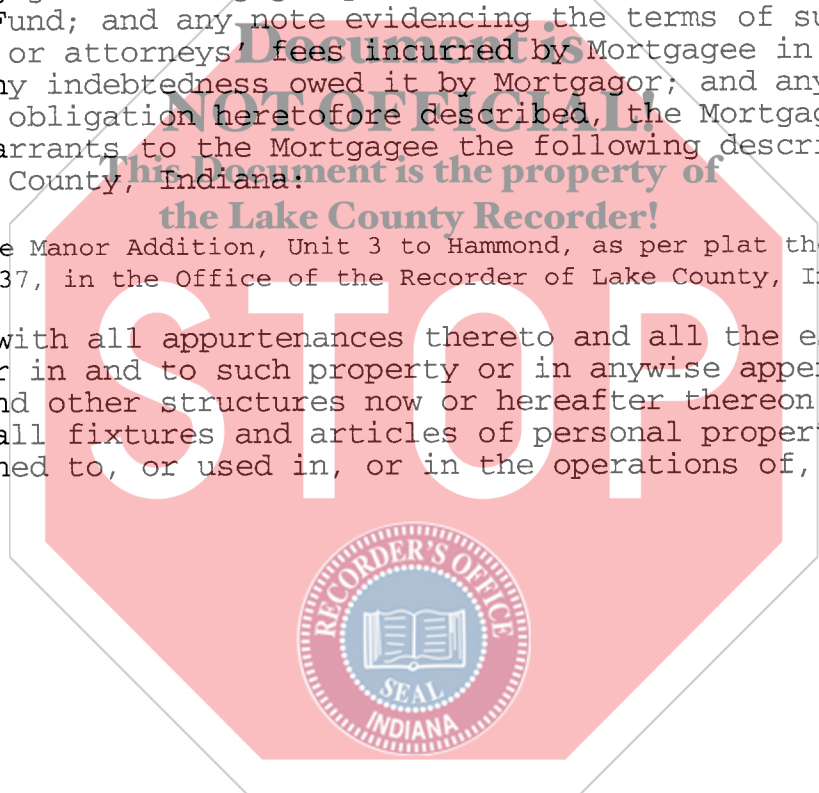 Fund; and any note evidencing the terms of su
or attorneys' fees incurred by Mortgagee in
ny indebtedness owed it by Mortgagor; and any
obligation heretofore described, the Mortgag
arrants to the Mortgagee the following descri
County, Indiana:
Document is
NOT OFFICIAL!
This Document is the property of
the Lake County Recorder!
e Manor Addition, Unit 3 to Hammond, as per plat the
37, in the Office of the Recorder of Lake County, In
with all appurtenances thereto and all the e
r in and to such property or in anywise appe
nd other structures now or hereafter thereon
all fixtures and articles of personal propert
hed to, or used in, or in the operations of,
STOP
RECORDER'S OFFICE
SEAL
INDIANA